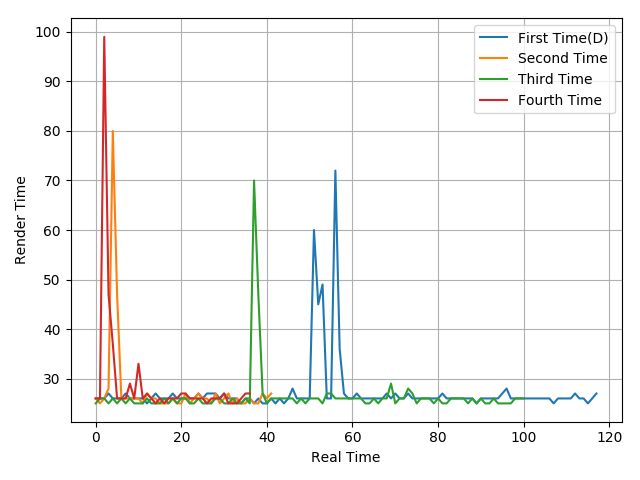 100
90
80
70
60
50
40
30
Render Time
0
20
40
60
80
100
120
Real Time
First Time(D)
Second Time
Third Time
Fourth Time